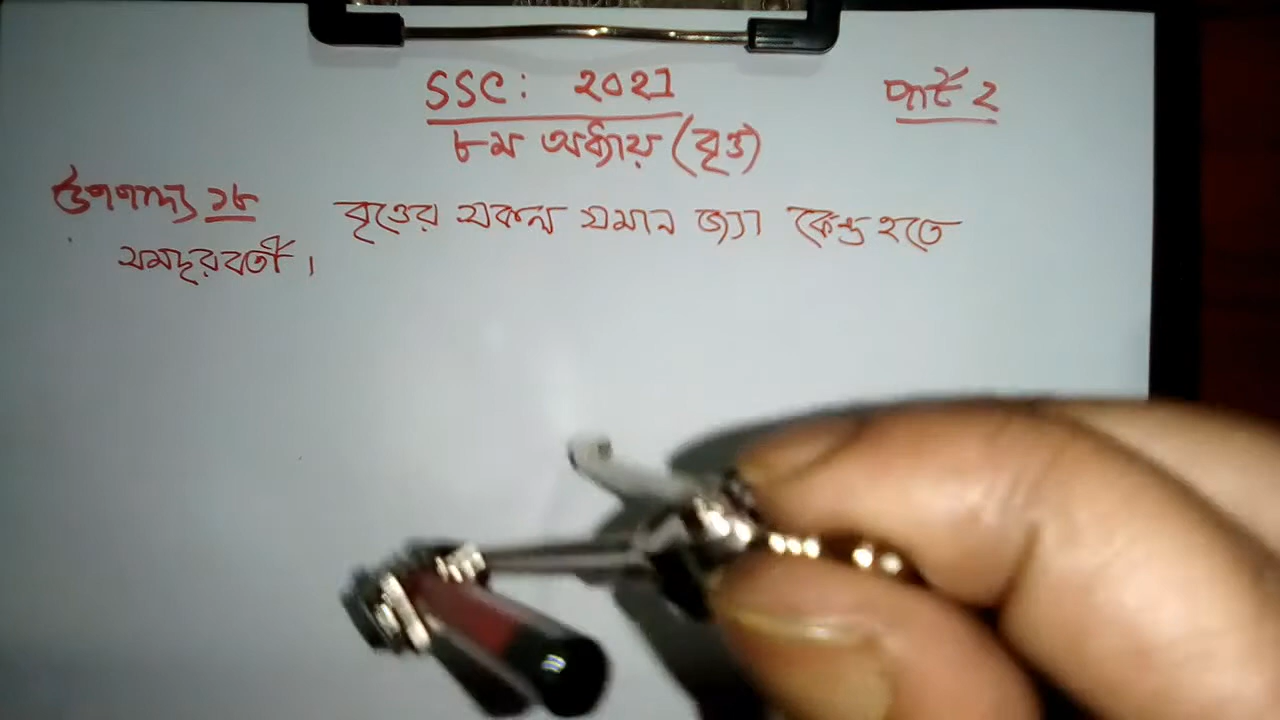 SSC: ২০২১
পার্ট ২
৮ম অধ্যায় (বৃত্ত)
উপপাদ্য ১৮ বৃত্তের সকল সমান জ্যা কেন্দ্র হতে
সমদূরবর্তী।